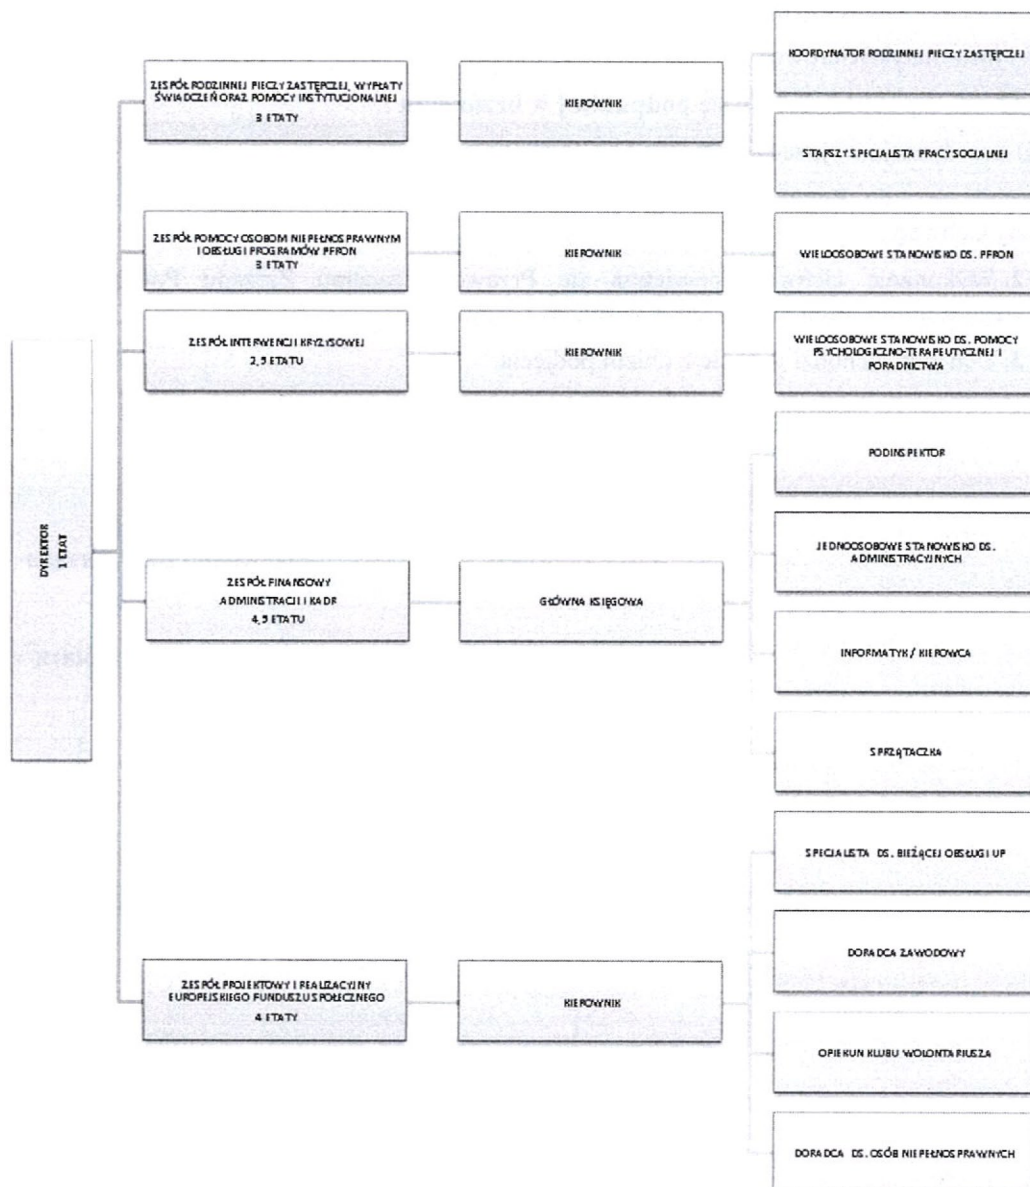 KOORDYNATOR RODZINNEJ PIECZY ZASTĘPCZEJ
ZESPÓŁ RODZINNEJ PIECZY ZASTĘPCZEJ, WYPŁATY
ŚWIADCZEŃ ORAZ POMOCY INSTYTUCJONALNEJ
3 ETATY
KIEROWNIK
STARSZY SPECJALISTA PRACY SOCJALNEJ
ZESPÓŁ POMOCY OSOBOM NIEPEŁNOSPRAWNYM
I OBSŁUGI PROGRAMÓW PFRON
3 ETATY
KIEROWNIK
WIELOOSOBOWE STANOWISKO DS. PFRON
ZESPÓŁ INTERWENCJI KRYZYSOWEJ
2,5 ETATU
KIEROWNIK
WIELOOSOBOWE STANOWISKO DS. POMOCY
PSYCHOLOGICZNO-TERAPEUTYCZNEJ I
PORADNICTWA
DYREKTOR
1 ETAT
ZESPÓŁ FINANSOWY
ADMINISTRACJI I KADR
4,5 ETATU
GŁÓWNA KSIĘGOWA
PODINSPEKTOR
JEDNOOSOBOWE STANOWISKO DS.
ADMINISTRACYJNYCH
INFORMATYK / KIEROWCA
SPRZĄTACZKA
ZESPÓŁ PROJEKTOWY I REALIZACYJNY
EUROPEJSKIEGO FUNDUSZU SPOŁECZNEGO
4 ETATY
KIEROWNIK
SPECJALISTA DS. BIEŻĄCEJ OBSŁUGI UP
DORADCA ZAWODOWY
OPIEKUN KLUBU WOLONTARIUSZA
DORADCA DS. OSÓB NIEPEŁNOSPRAWNYCH